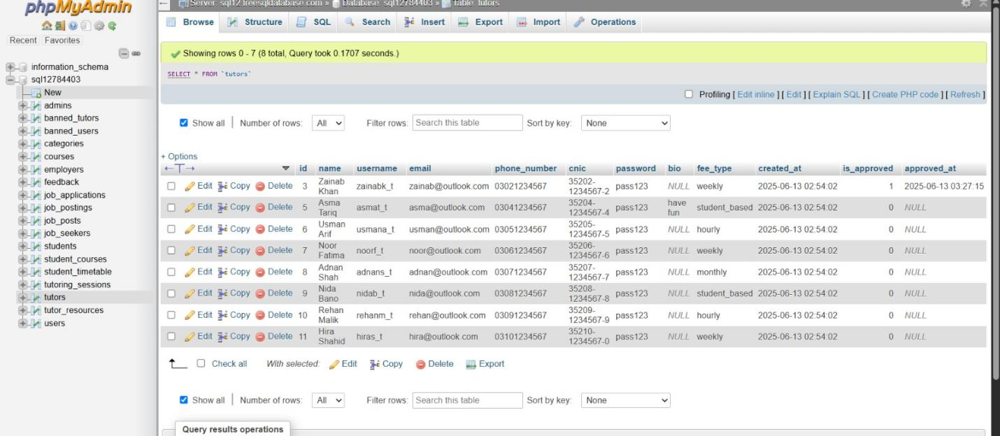 phpMyAdmin
Recent Favorites
information_schema
sql12784403
New
admins
banned_tutors
banned_users
categories
courses
employers
feedback
job_applications
job_postings
job_posts
job_seekers
students
student_courses
student_timetable
tutoring_sessions
tutors
tutor_resources
users
Server: sql12.freesqldatabase.com » Database: sql12784403 » Table: tutors
Browse Structure SQL Search Insert Export Import Operations
Showing rows 0 - 7 (8 total, Query took 0.1707 seconds.)
SELECT * FROM `tutors`
Profiling [ Edit inline ] [ Edit ] [ Explain SQL ] [ Create PHP code ] [ Refresh ]
Show all | Number of rows: All Filter rows: Search this table Sort by key: None
+ Options
←T→ id name username email phone_number cnic password bio fee_type created_at is_approved approved_at
Edit Copy Delete 3 Zainab Khan zainabk_t zainab@outlook.com 03021234567 35202-1234567-2 pass123 NULL weekly 2025-06-13 02:54:02 1 2025-06-13 03:27:15
Edit Copy Delete 5 Asma Tariq asmat_t asma@outlook.com 03041234567 35204-1234567-4 pass123 have fun student_based 2025-06-13 02:54:02 0 NULL
Edit Copy Delete 6 Usman Arif usmana_t usman@outlook.com 03051234567 35205-1234567-5 pass123 NULL hourly 2025-06-13 02:54:02 0 NULL
Edit Copy Delete 7 Noor Fatima noorf_t noor@outlook.com 03061234567 35206-1234567-6 pass123 NULL weekly 2025-06-13 02:54:02 0 NULL
Edit Copy Delete 8 Adnan Shah adnans_t adnan@outlook.com 03071234567 35207-1234567-7 pass123 NULL monthly 2025-06-13 02:54:02 0 NULL
Edit Copy Delete 9 Nida Bano nidab_t nida@outlook.com 03081234567 35208-1234567-8 pass123 NULL student_based 2025-06-13 02:54:02 0 NULL
Edit Copy Delete 10 Rehan Malik rehanm_t rehan@outlook.com 03091234567 35209-1234567-9 pass123 NULL hourly 2025-06-13 02:54:02 0 NULL
Edit Copy Delete 11 Hira Shahid hiras_t hira@outlook.com 03101234567 35210-1234567-0 pass123 NULL weekly 2025-06-13 02:54:02 0 NULL
Check all With selected: Edit Copy Delete Export
Show all | Number of rows: All Filter rows: Search this table Sort by key: None
Query results operations